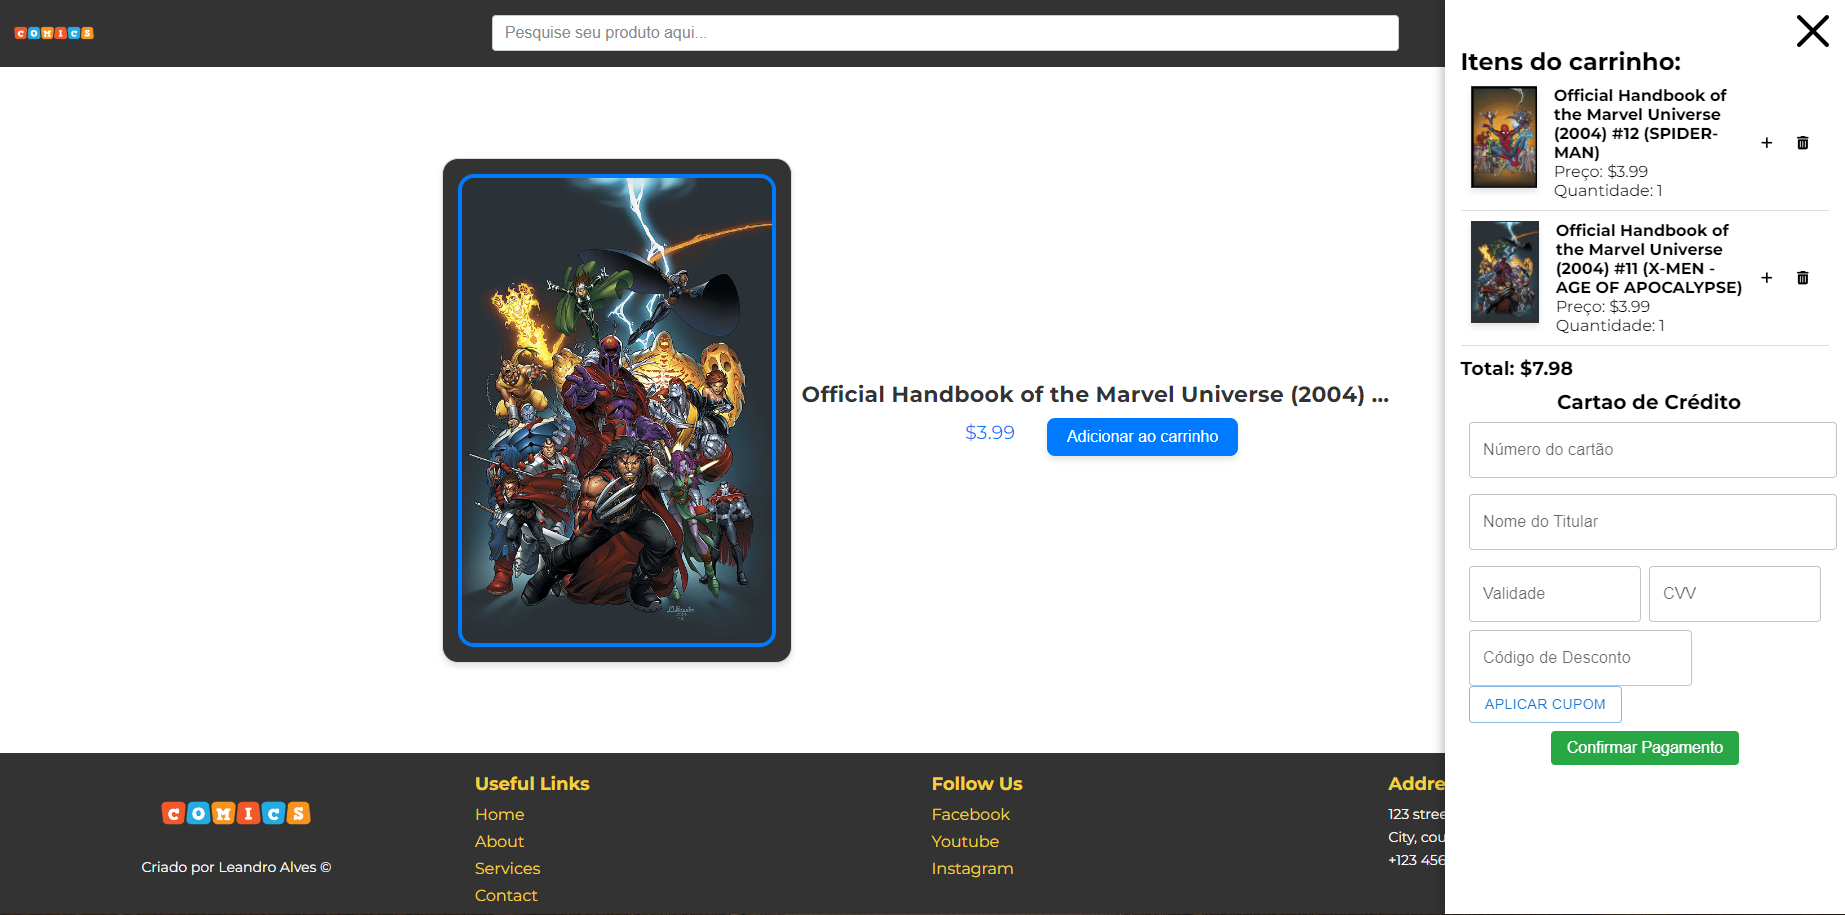 COMICS
Pesquise seu produto aqui...
Official Handbook of the Marvel Universe (2004) ...
$3.99
Adicionar ao carrinho
Itens do carrinho:
Official Handbook of
the Marvel Universe
(2004) #12 (SPIDER-
MAN)
Preço: $3.99
Quantidade: 1
Official Handbook of
the Marvel Universe
(2004) #11 (X-MEN -
AGE OF APOCALYPSE)
Preço: $3.99
Quantidade: 1
Total: $7.98
Cartao de Crédito
Número do cartão
Nome do Titular
Validade
CVV
Código de Desconto
APLICAR CUPOM
Confirmar Pagamento
COMICS
Criado por Leandro Alves ©
Useful Links
Home
About
Services
Contact
Follow Us
Facebook
Youtube
Instagram
Addre
123 stree
City, cou
+123 456